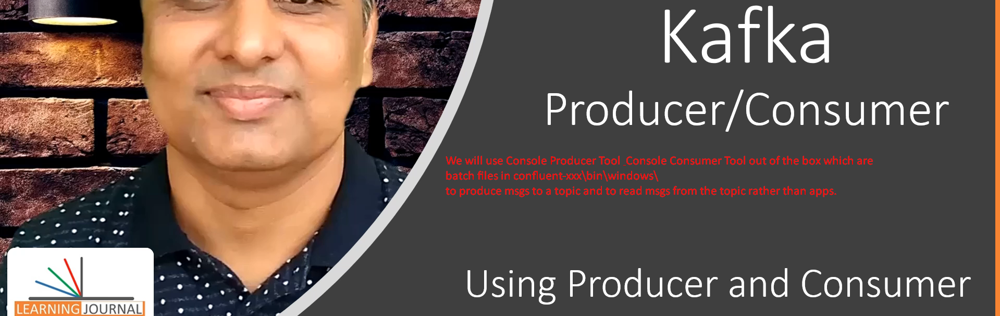 Kafka
Producer/Consumer
We will use Console Producer Tool Console Consumer Tool out of the box which are
batch files in confluent-xxx\bin\windows\
to produce msgs to a topic and to read msgs from the topic rather than apps.
Using Producer and Consumer
LEARNING JOURNAL